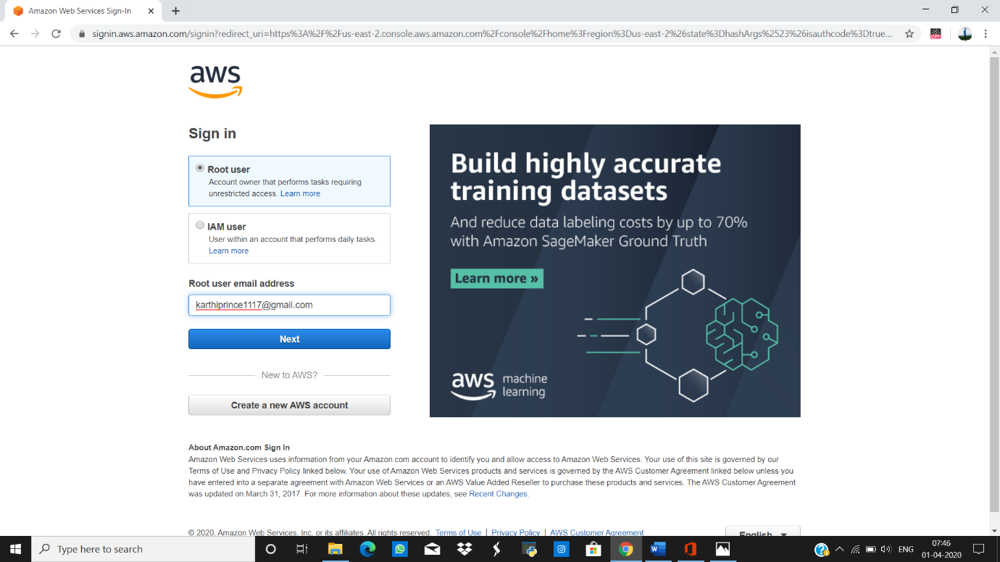 Amazon Web Services Sign-In
signin.aws.amazon.com/signin?redirect_uri=https%3A%2F%2Fus-east-2.console.aws.amazon.com%2Fconsole%2Fhome%3Fregion%3Dus-east-2%26state%3DhashArgs%2523%26isauthcode%3Dtrue...
OFF
aws
Sign in
Root user
Account owner that performs tasks requiring
unrestricted access. Learn more
IAM user
User within an account that performs daily tasks.
Learn more
Root user email address
karthiprince1117@gmail.com
Next
New to AWS?
Create a new AWS account
Build highly accurate
training datasets
And reduce data labeling costs by up to 70%
with Amazon SageMaker Ground Truth
Learn more »
aws machine
learning
About Amazon.com Sign In
Amazon Web Services uses information from your Amazon.com account to identify you and allow access to Amazon Web Services. Your use of this site is governed by our
Terms of Use and Privacy Policy linked below. Your use of Amazon Web Services products and services is governed by the AWS Customer Agreement linked below unless you
have entered into a separate agreement with Amazon Web Services or an AWS Value Added Reseller to purchase these products and services. The AWS Customer Agreement
was updated on March 31, 2017. For more information about these updates, see Recent Changes.
© 2020, Amazon Web Services, Inc. or its affiliates. All rights reserved. Terms of Use | Privacy Policy | AWS Customer Agreement
English
Type here to search
ENG
07:46
01-04-2020